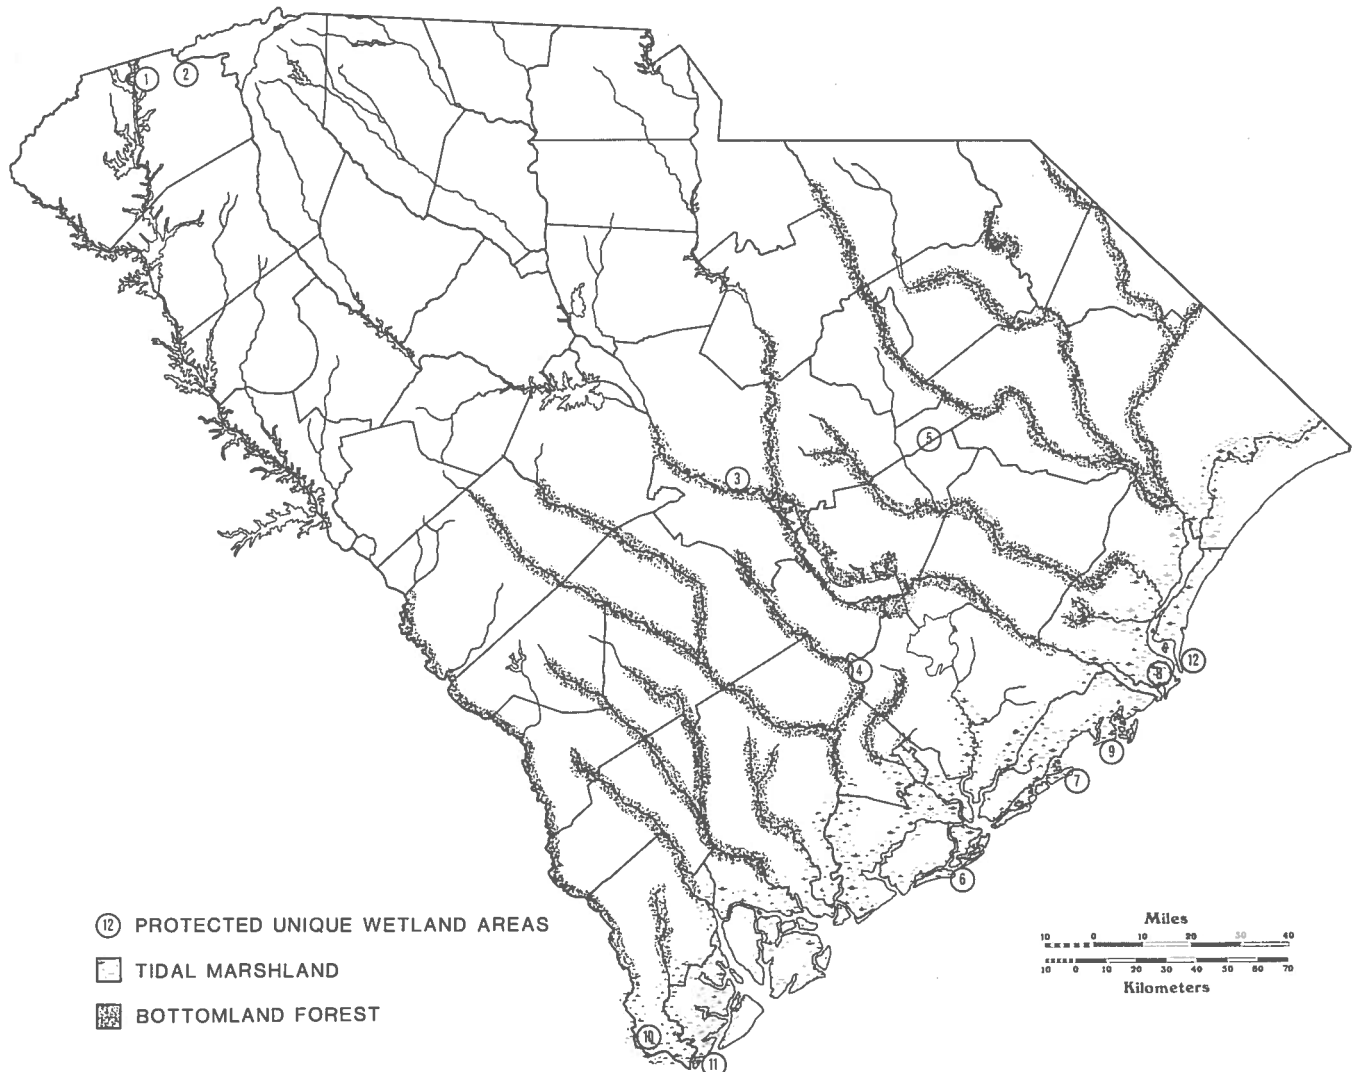 1
2
3
5
4
12
8
9
7
6
12 PROTECTED UNIQUE WETLAND AREAS
TIDAL MARSHLAND
BOTTOMLAND FOREST
Miles
10 0 10 20 30 40
10 0 10 20 30 40 50 60 70
Kilometers
10
11